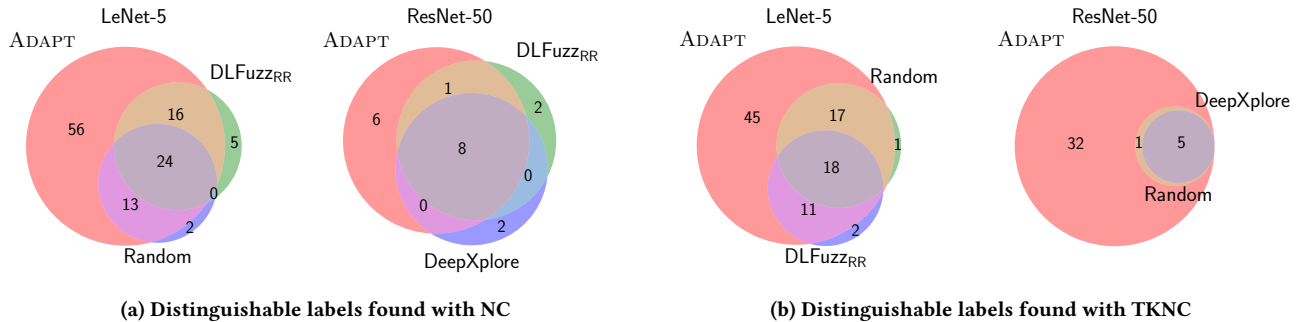 LeNet-5
ADAPT
DLFuzzRR
56
16
5
24
0
13
2
Random
ResNet-50
ADAPT
DLFuzzRR
1
2
6
8
0
0
2
DeepXplore
(a) Distinguishable labels found with NC
LeNet-5
ADAPT
Random
45
17
1
18
11
2
DLFuzzRR
ResNet-50
ADAPT
DeepXplore
32
1
5
Random
(b) Distinguishable labels found with TKNC